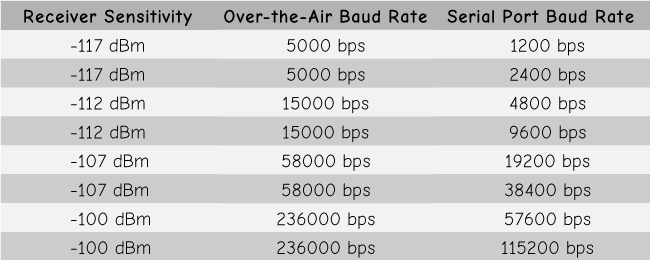 Receiver Sensitivity Over-the-Air Baud Rate Serial Port Baud Rate
-117 dBm 5000 bps 1200 bps
-117 dBm 5000 bps 2400 bps
-112 dBm 15000 bps 4800 bps
-112 dBm 15000 bps 9600 bps
-107 dBm 58000 bps 19200 bps
-107 dBm 58000 bps 38400 bps
-100 dBm 236000 bps 57600 bps
-100 dBm 236000 bps 115200 bps